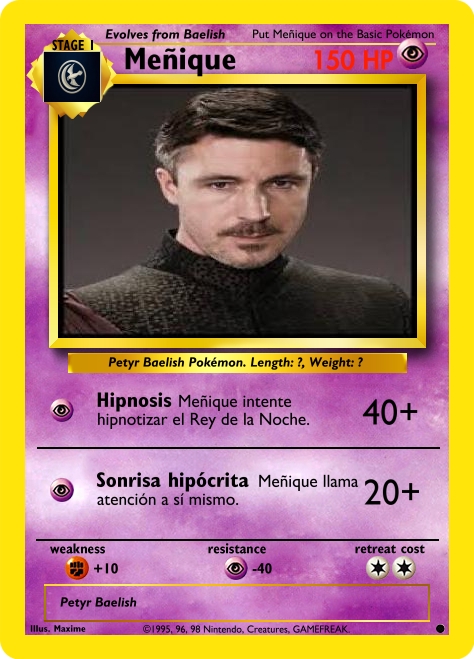 Evolves from Baelish
Put Meñique on the Basic Pokémon
STAGE 1
Meñique
150 HP
Petyr Baelish Pokémon. Length: ?, Weight: ?
Hipnosis Meñique intente
hipnotizar el Rey de la Noche.
40+
Sonrisa hipócrita Meñique llama
atención a sí mismo.
20+
weakness
resistance
retreat cost
+10
-40
Petyr Baelish
Illus. Maxime
©1995, 96, 98 Nintendo, Creatures, GAMEFREAK.